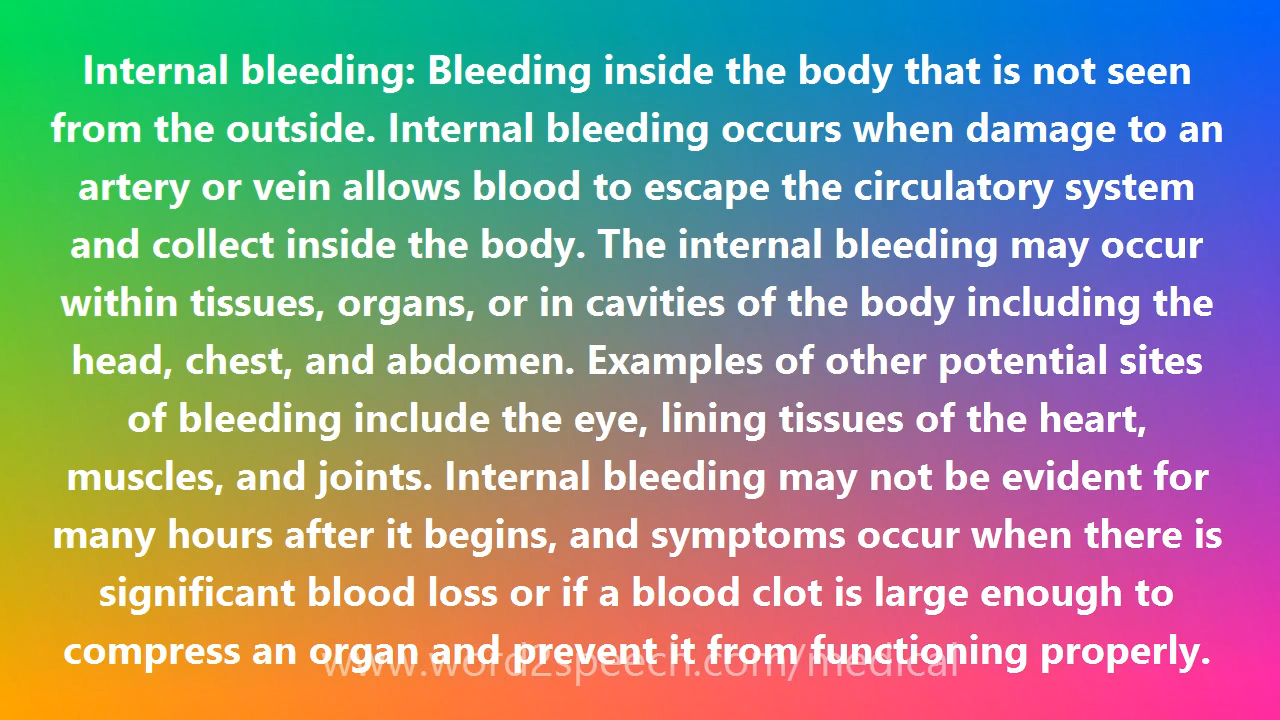 Internal bleeding: Bleeding inside the body that is not seen
from the outside. Internal bleeding occurs when damage to an
artery or vein allows blood to escape the circulatory system
and collect inside the body. The internal bleeding may occur
within tissues, organs, or in cavities of the body including the
head, chest, and abdomen. Examples of other potential sites
of bleeding include the eye, lining tissues of the heart,
muscles, and joints. Internal bleeding may not be evident for
many hours after it begins, and symptoms occur when there is
significant blood loss or if a blood clot is large enough to
compress an organ and prevent it from functioning properly.
www.word2speech.com/medical